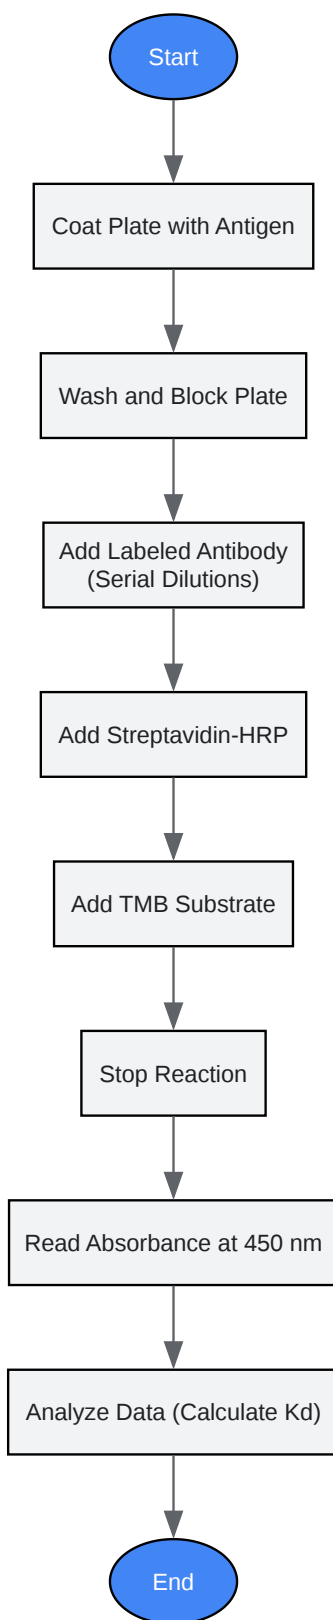 Start
Coat Plate with Antigen
Wash and Block Plate
Add Labeled Antibody
(Serial Dilutions)
Add Streptavidin-HRP
Add TMB Substrate
Stop Reaction
Read Absorbance at 450 nm
Analyze Data (Calculate Kd)
End